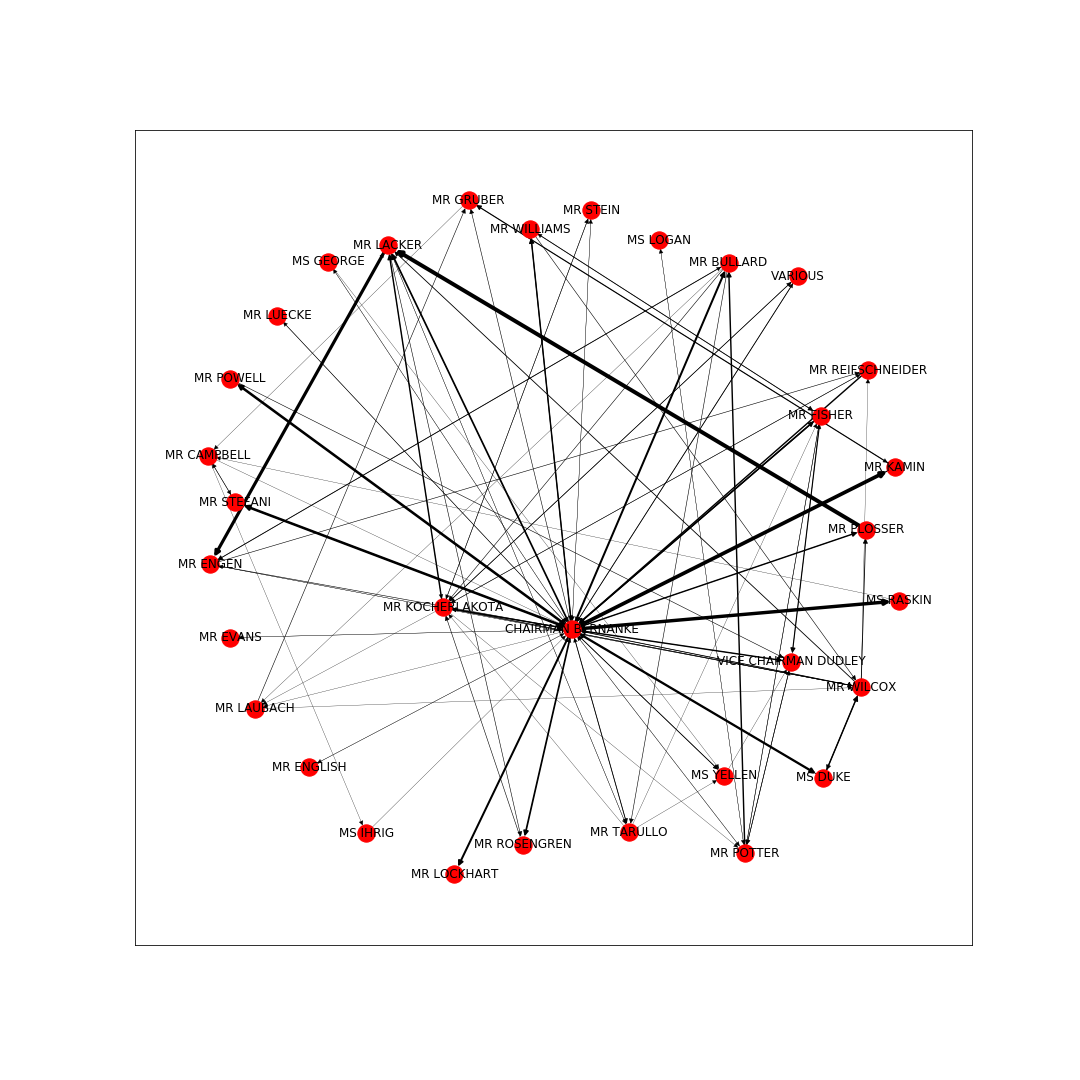 MR GRUBER
MR STEIN
MR WILLIAMS
MS LOGAN
MR LACKER
MS GEORGE
MR BULLARD
VARIOUS
MR LUECKE
MR REIFSCHNEIDER
MR POWELL
MR FISHER
MR CAMPBELL
MR KAMIN
MR STEFANI
MR PLOSSER
MR ENGEN
MS RASKIN
MR KOCHERLAKOTA
CHAIRMAN BERNANKE
MR EVANS
VICE CHAIRMAN DUDLEY
MR WILCOX
MR LAUBACH
MR ENGLISH
MS YELLEN
MS DUKE
MS IHRIG
MR TARULLO
MR ROSENGREN
MR POTTER
MR LOCKHART